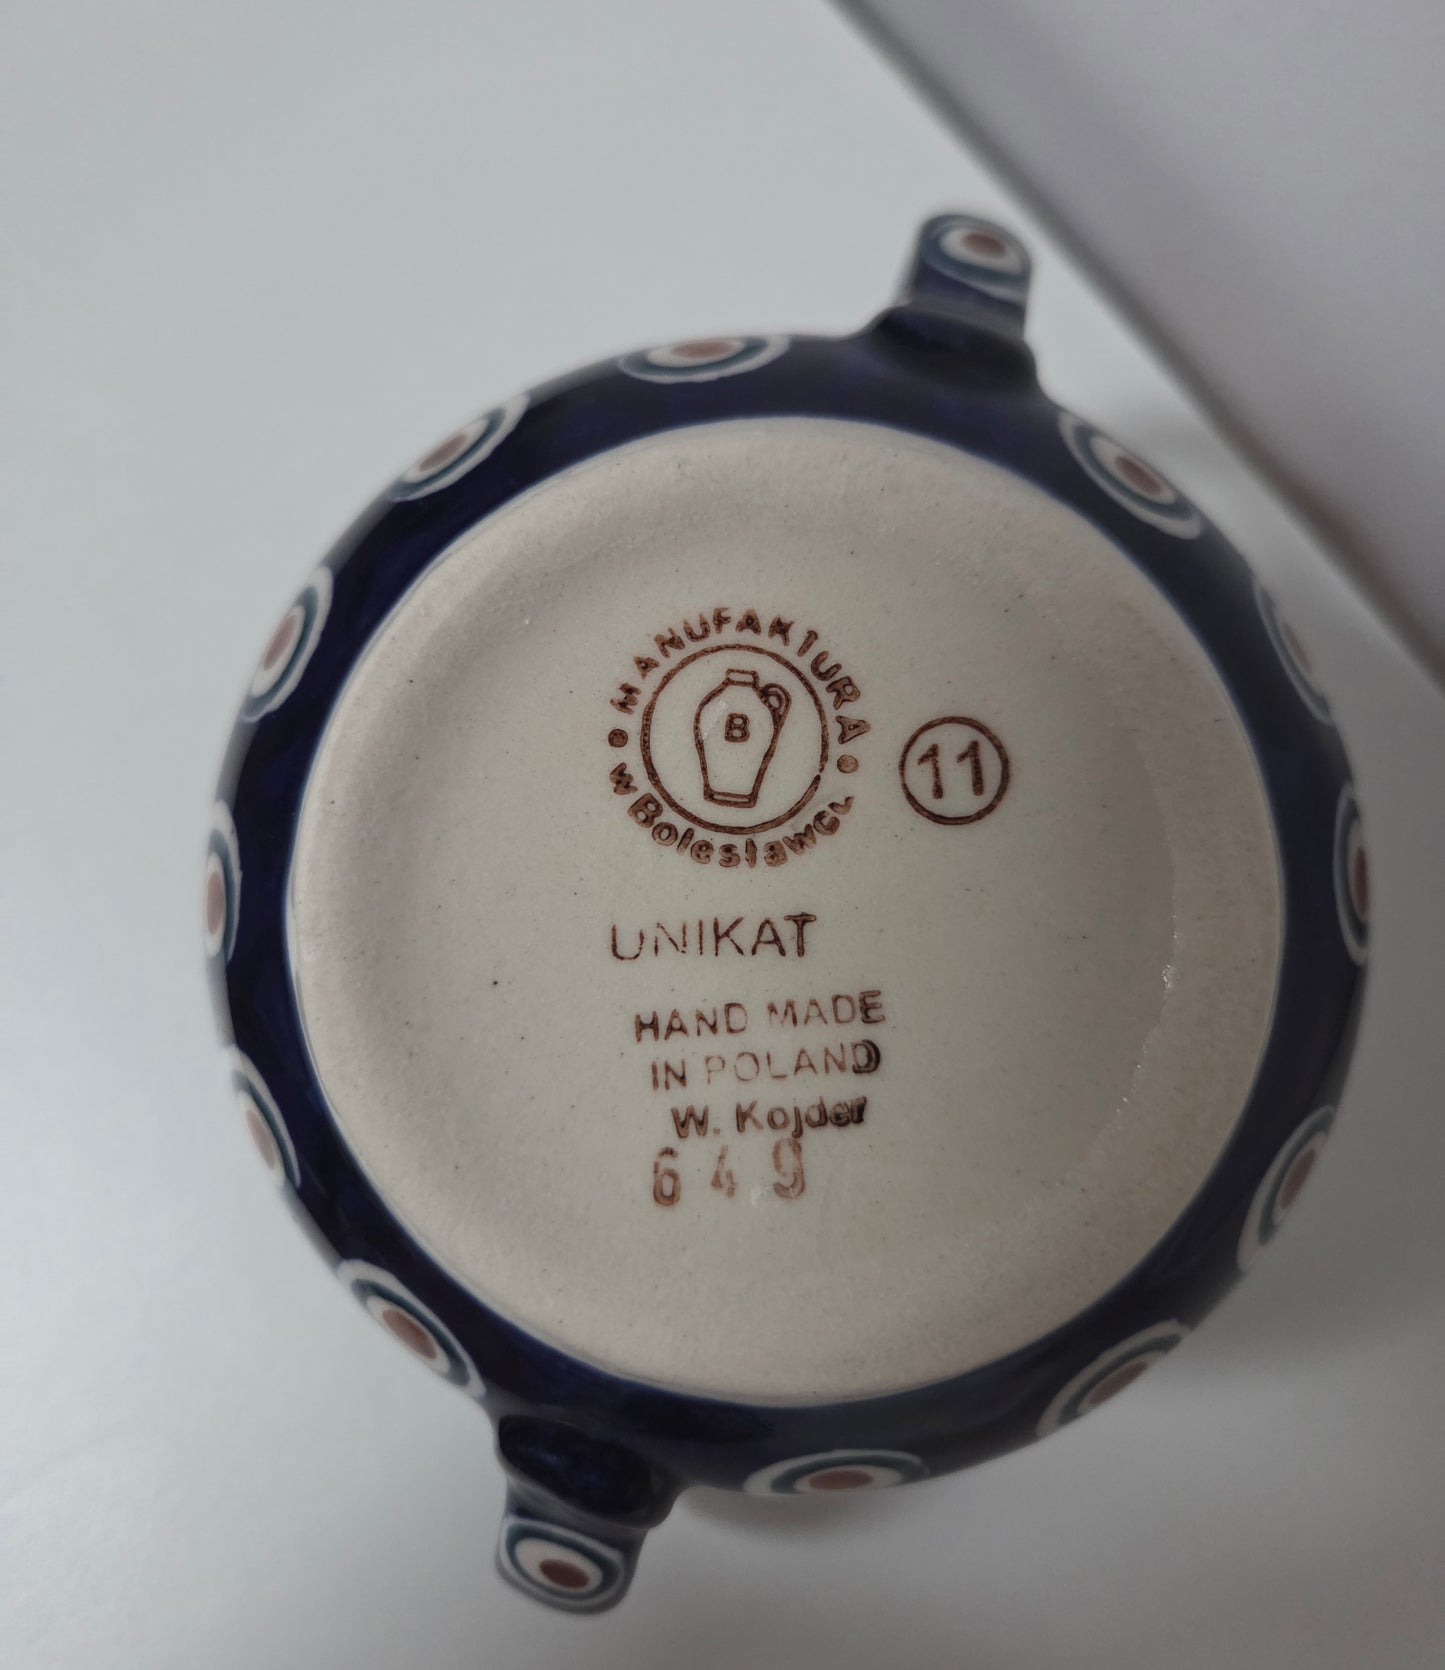 MANUFAKTURA
w Bolesławcu
B
11
UNIKAT
HAND MADE
IN POLAND
W. Kojder
649